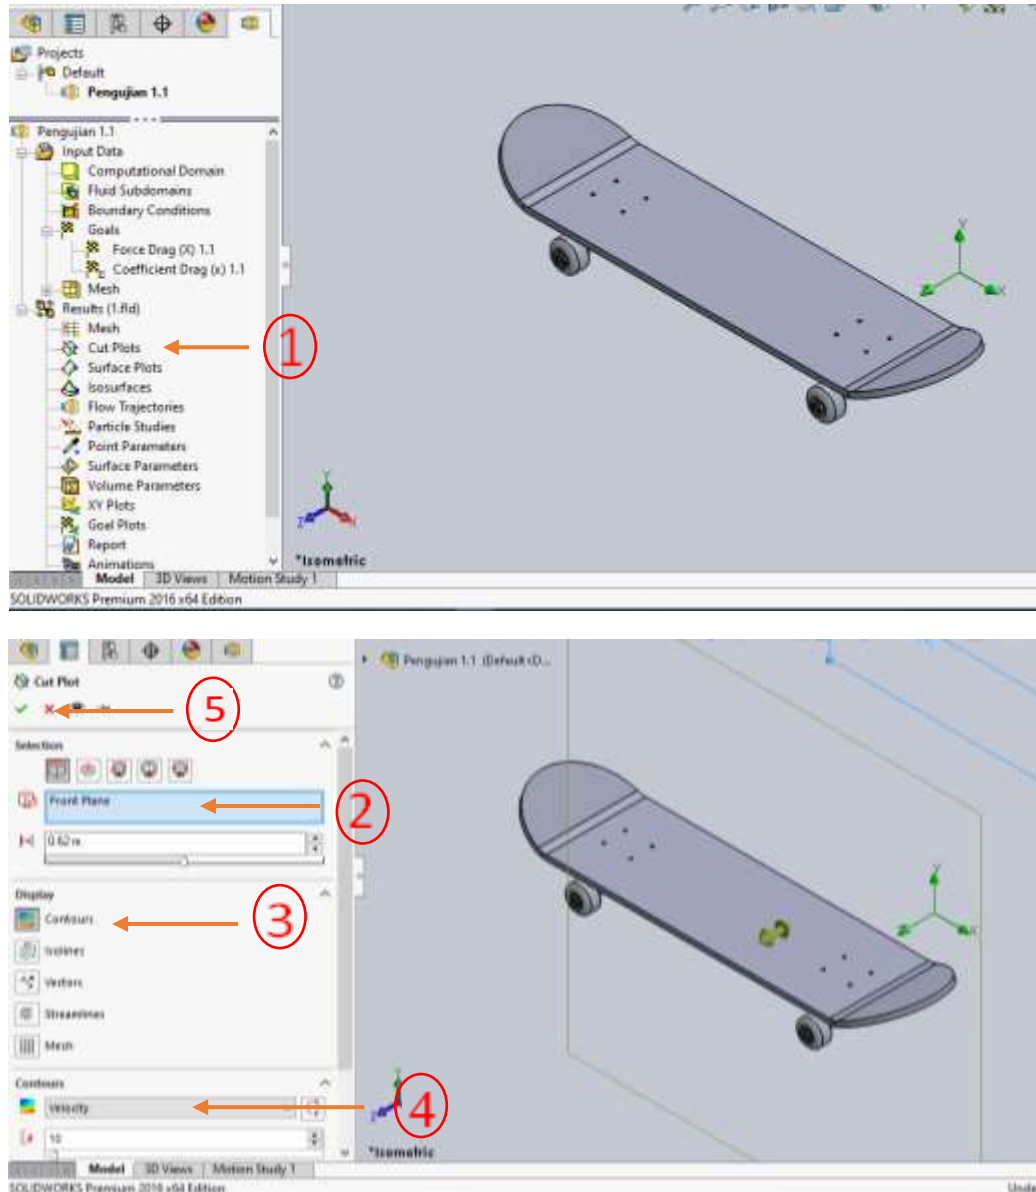 Projects
Default
Pengujian 1.1
Pengujian 1.1
Input Data
Computational Domain
Fluid Subdomains
Boundary Conditions
Goals
Force Drag (X) 1.1
Coefficient Drag (x) 1.1
Mesh
Results (1.fld)
Mesh
Cut Plots
1
Surface Plots
Isosurfaces
Flow Trajectories
Particle Studies
Point Parameters
Surface Parameters
Volume Parameters
XY Plots
Goal Plots
Report
Animations
Y
X
Y
Z
X
*Isometric
Model 3D Views Motion Study 1
SOLIDWORKS Premium 2016 x64 Edition
Pengujian 1.1 (Default<D...
Cut Plot
5
Selection
Front Plane
2
0.62 m
Display
Contours
3
Isolines
Vectors
Streamlines
Mesh
Contours
Velocity
4
10
Y
X
Z
*Isometric
Model 3D Views Motion Study 1
SOLIDWORKS Premium 2016 x64 Edition